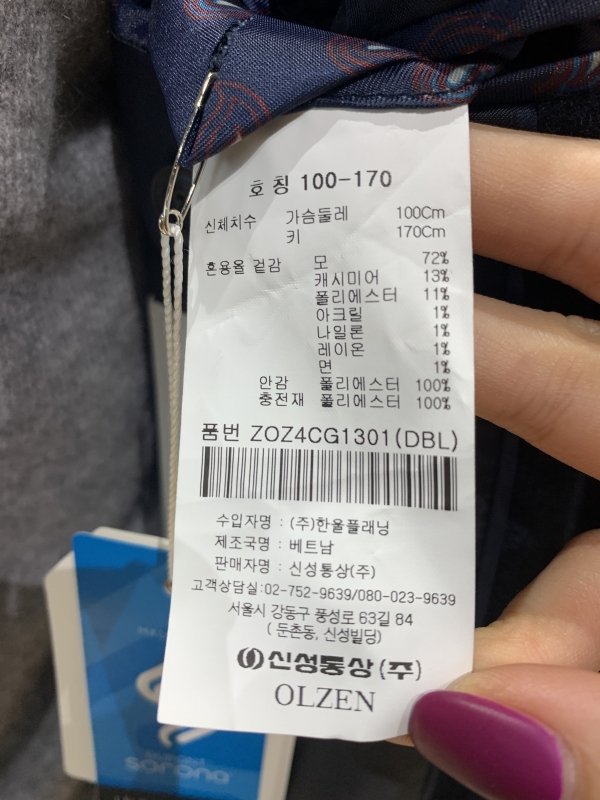 호칭 100-170
신체치수 가슴둘레 100Cm
키 170Cm
혼용율 겉감 모 72%
캐시미어 13%
폴리에스터 11%
아크릴 1%
나일론 1%
레이온 1%
면 1%
안감 폴리에스터 100%
충전재 폴리에스터 100%
품번 ZOZ4CG1301(DBL)
수입자명 : (주)한울플래닝
제조국명 : 베트남
판매자명 : 신성통상(주)
고객상담실:02-752-9639/080-023-9639
서울시 강동구 풍성로 63길 84
( 둔촌동, 신성빌딩)
신성통상(주)
OLZEN
sorona